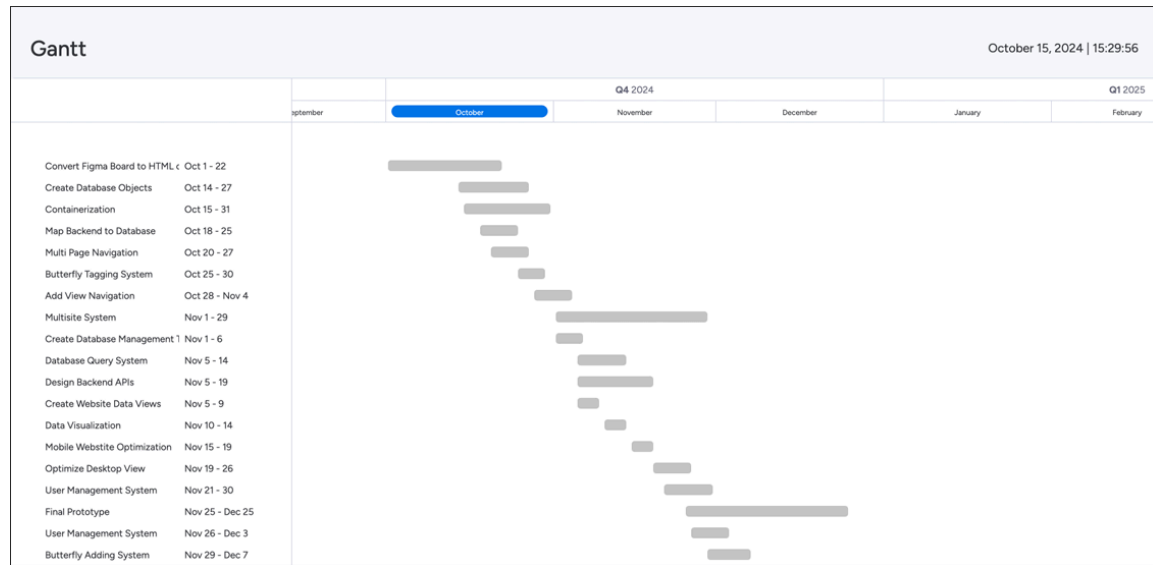 Gantt
October 15, 2024 | 15:29:56
Q4 2024 Q1 2025
eptember October November December January February
Convert Figma Board to HTML c Oct 1 - 22
Create Database Objects Oct 14 - 27
Containerization Oct 15 - 31
Map Backend to Database Oct 18 - 25
Multi Page Navigation Oct 20 - 27
Butterfly Tagging System Oct 25 - 30
Add View Navigation Oct 28 - Nov 4
Multisite System Nov 1 - 29
Create Database Management T Nov 1 - 6
Database Query System Nov 5 - 14
Design Backend APIs Nov 5 - 19
Create Website Data Views Nov 5 - 9
Data Visualization Nov 10 - 14
Mobile Webstite Optimization Nov 15 - 19
Optimize Desktop View Nov 19 - 26
User Management System Nov 21 - 30
Final Prototype Nov 25 - Dec 25
User Management System Nov 26 - Dec 3
Butterfly Adding System Nov 29 - Dec 7